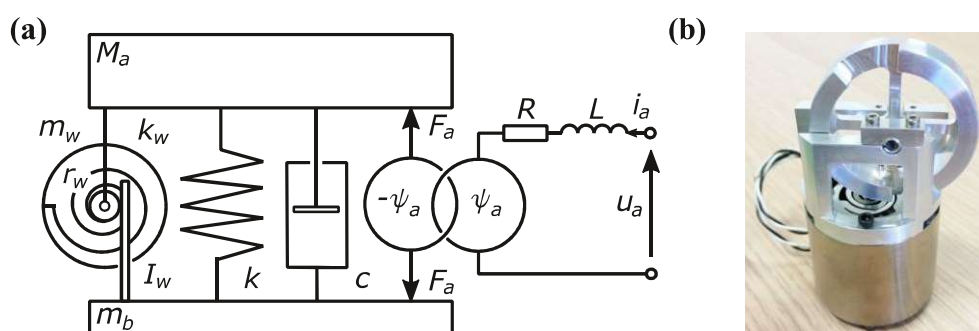 (a)
(b)
M_a
m_w
k_w
r_w
I_w
m_b
k
c
F_a
F_a
-ψ_a
ψ_a
R
L
i_a
u_a